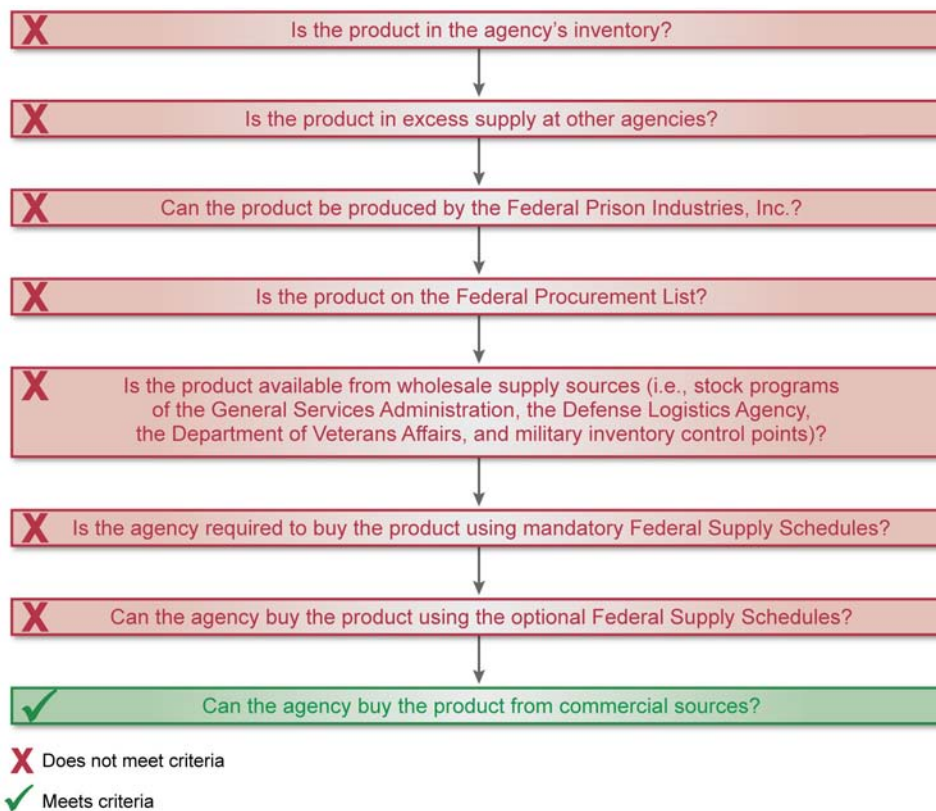 Is the product in the agency’s inventory?
Is the product in excess supply at other agencies?
Can the product be produced by the Federal Prison Industries, Inc.?
Is the product on the Federal Procurement List?
Is the product available from wholesale supply sources (i.e., stock programs
of the General Services Administration, the Defense Logistics Agency,
the Department of Veterans Affairs, and military inventory control points)?
Is the agency required to buy the product using mandatory Federal Supply Schedules?
Can the agency buy the product using the optional Federal Supply Schedules?
Can the agency buy the product from commercial sources?
Does not meet criteria
Meets criteria